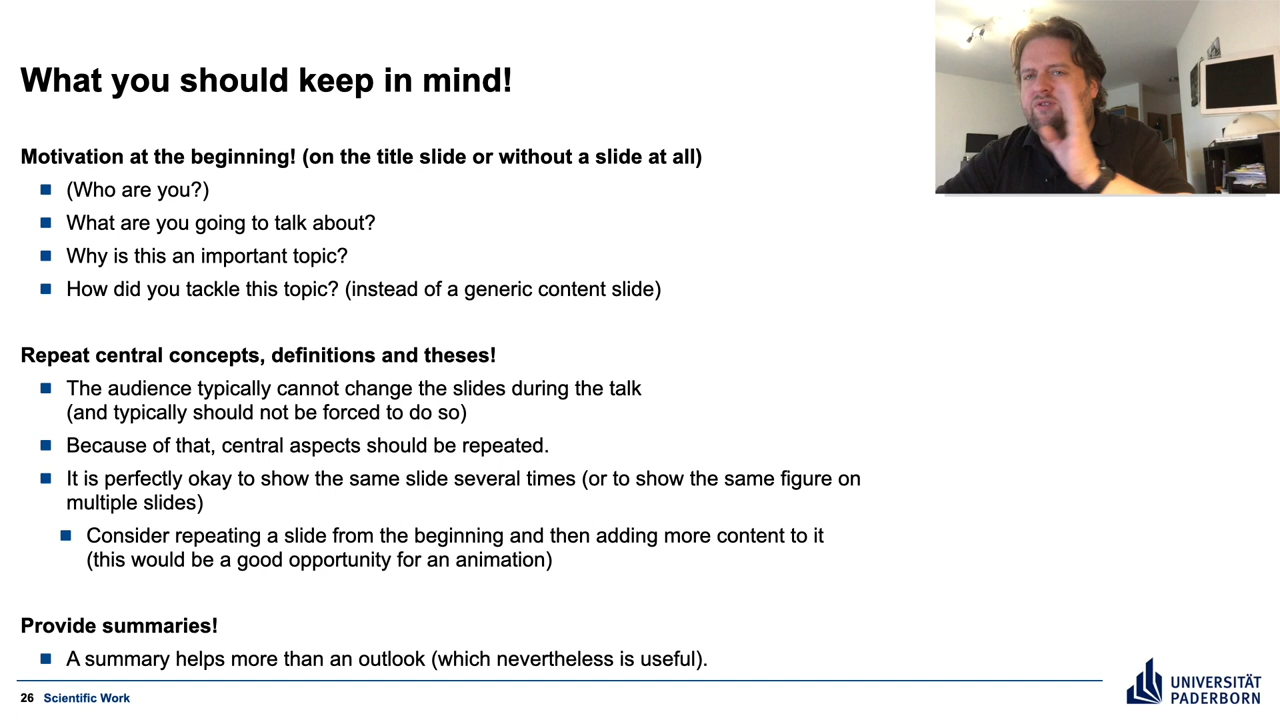 What you should keep in mind!
Motivation at the beginning! (on the title slide or without a slide at all)
(Who are you?)
What are you going to talk about?
Why is this an important topic?
How did you tackle this topic? (instead of a generic content slide)
Repeat central concepts, definitions and theses!
The audience typically cannot change the slides during the talk
(and typically should not be forced to do so)
Because of that, central aspects should be repeated.
It is perfectly okay to show the same slide several times (or to show the same figure on
multiple slides)
Consider repeating a slide from the beginning and then adding more content to it
(this would be a good opportunity for an animation)
Provide summaries!
A summary helps more than an outlook (which nevertheless is useful).
26 Scientific Work
UNIVERSITÄT
PADERBORN